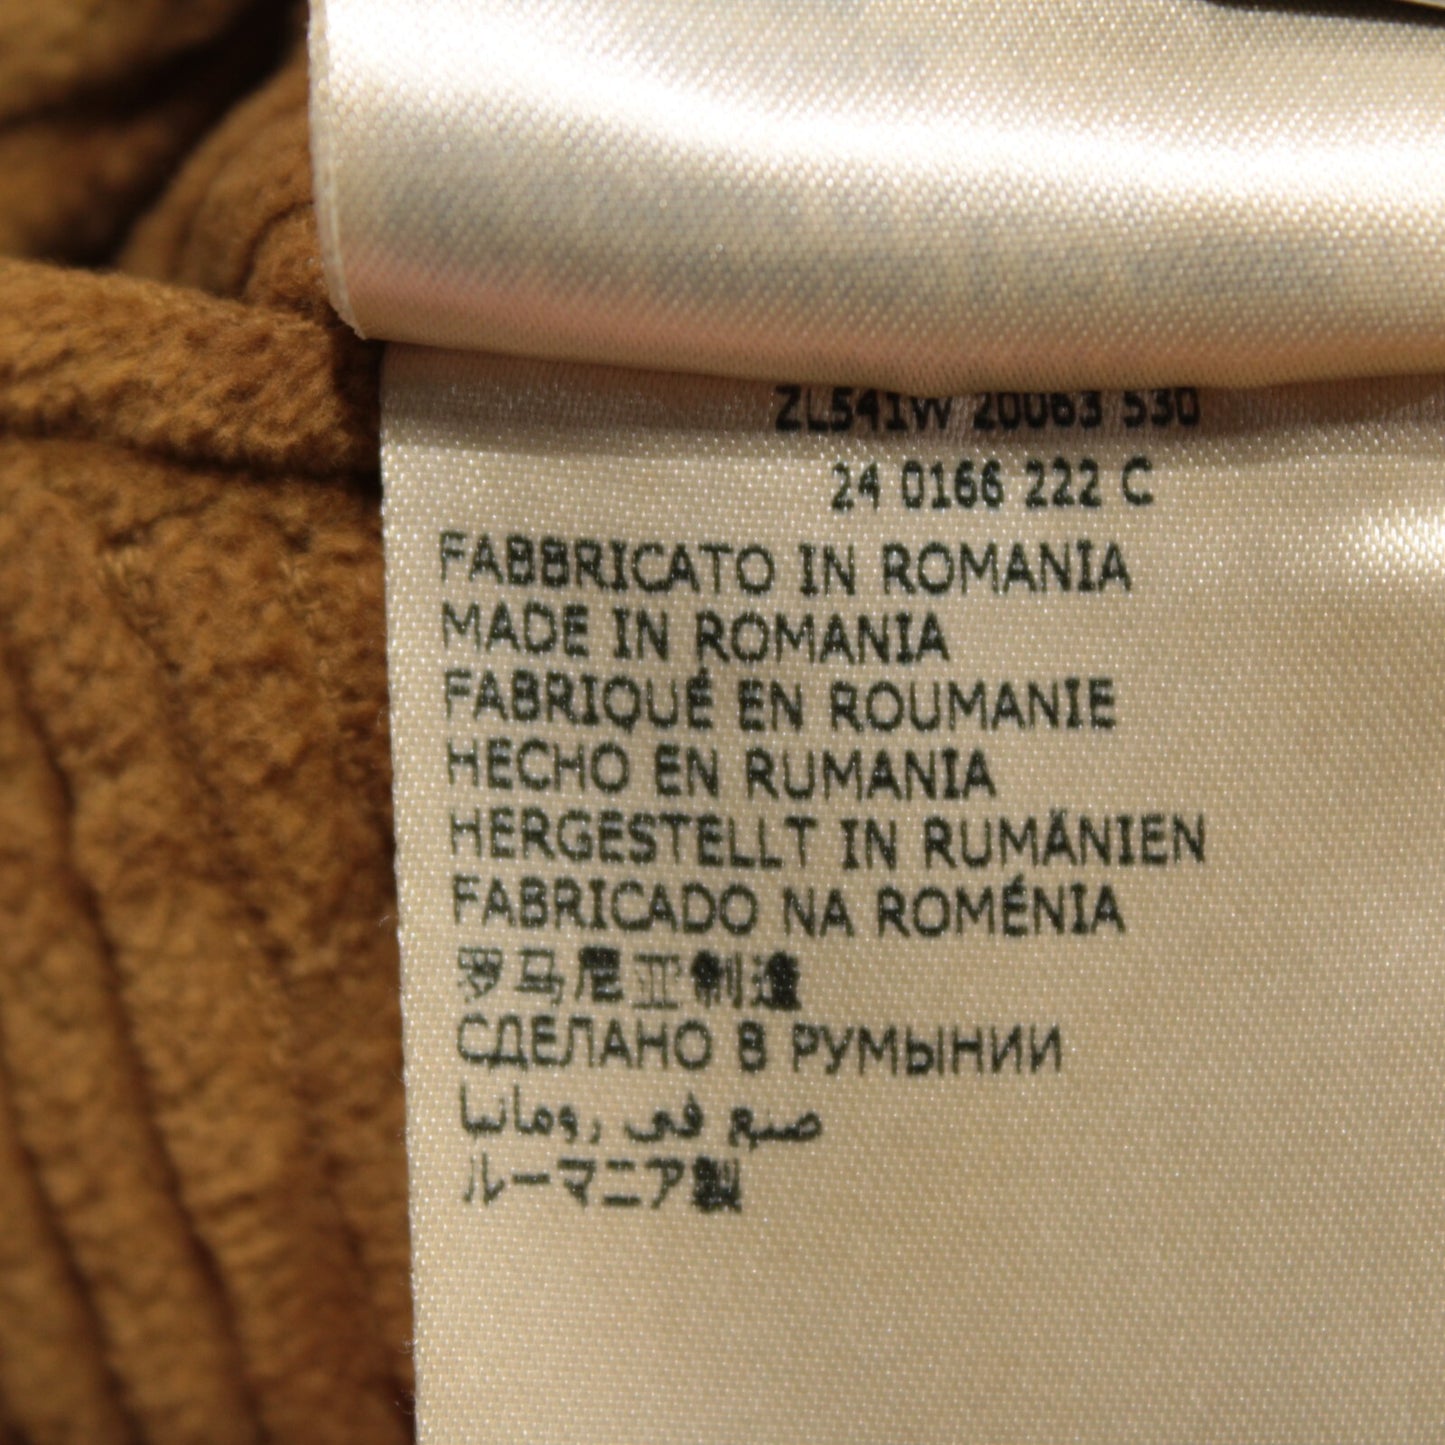 ZL541W 20063 530
24 0166 222 C
FABBRICATO IN ROMANIA
MADE IN ROMANIA
FABRIQUÉ EN ROUMANIE
HECHO EN RUMANIA
HERGESTELLT IN RUMÄNIEN
FABRICADO NA ROMÉNIA
罗马尼亚制造
СДЕЛАНО В РУМЫНИИ
صنع في رومانيا
ルーマニア製